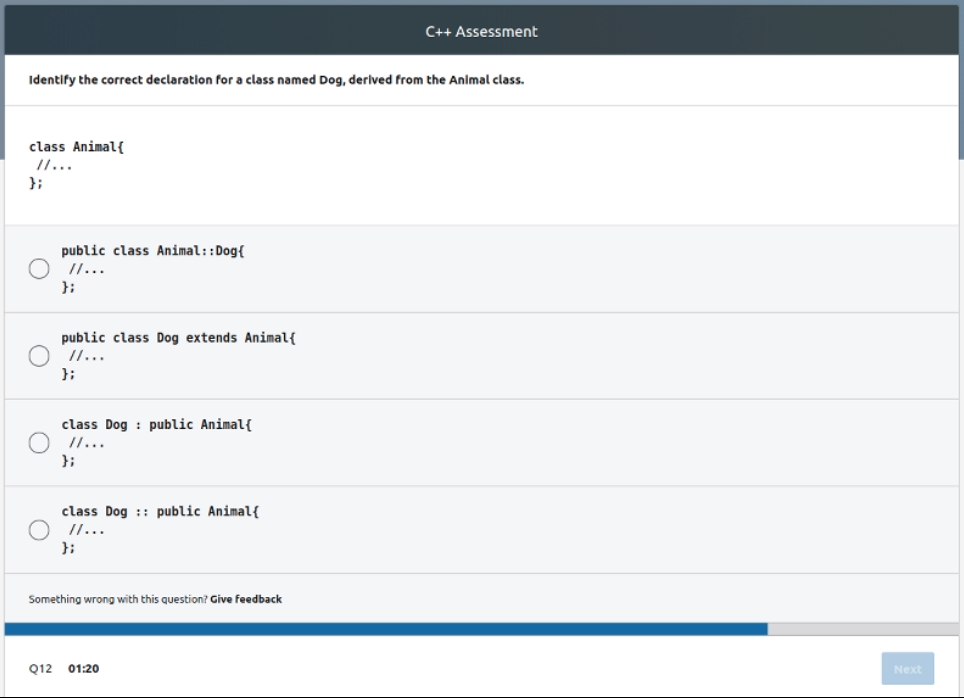 C++ Assessment
Identify the correct declaration for a class named Dog, derived from the Animal class.
class Animal{
//...
};
public class Animal::Dog{
//...
};
public class Dog extends Animal{
//...
};
class Dog : public Animal{
//...
};
class Dog :: public Animal{
//...
};
Something wrong with this question? Give feedback
Q12 01:20
Next